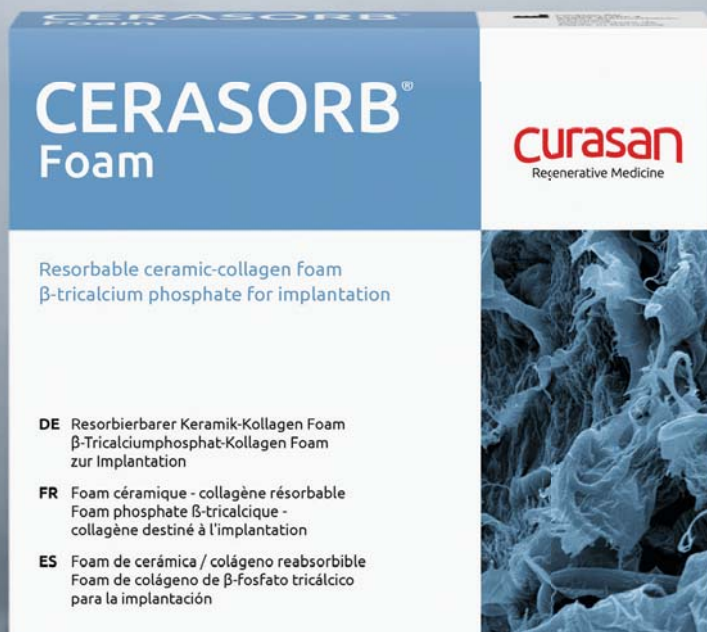 CERASORB®
Foam
curasan
Regenerative Medicine
Resorbable ceramic-collagen foam
β-tricalcium phosphate for implantation
DE Resorbierbarer Keramik-Kollagen Foam
β-Tricalciumphosphat-Kollagen Foam
zur Implantation
FR Foam céramique - collagène résorbable
Foam phosphate ß-tricalcique -
collagène destiné à l'implantation
ES Foam de cerámica / colágeno reabsorbible
Foam de colágeno de β-fosfato tricálcico
para la implantación